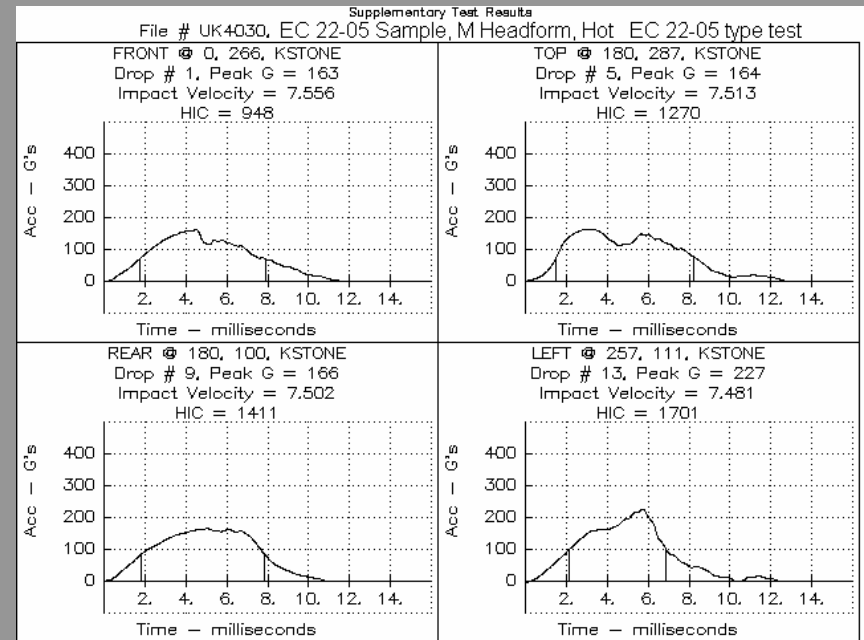 Supplementary Test Results
File # UK4030, EC 22-05 Sample, M Headform, Hot EC 22-05 type test
FRONT @ 0, 266, KSTONE
Drop # 1, Peak G = 163
Impact Velocity = 7.556
HIC = 948
Acc - G's
400
300
200
100
0
2. 4. 6. 8. 10. 12. 14.
Time - milliseconds
TOP @ 180, 287, KSTONE
Drop # 5, Peak G = 164
Impact Velocity = 7.513
HIC = 1270
Acc - G's
400
300
200
100
0
2. 4. 6. 8. 10. 12. 14.
Time - milliseconds
REAR @ 180, 100, KSTONE
Drop # 9, Peak G = 166
Impact Velocity = 7.502
HIC = 1411
Acc - G's
400
300
200
100
0
2. 4. 6. 8. 10. 12. 14.
Time - milliseconds
LEFT @ 257, 111, KSTONE
Drop # 13, Peak G = 227
Impact Velocity = 7.481
HIC = 1701
Acc - G's
400
300
200
100
0
2. 4. 6. 8. 10. 12. 14.
Time - milliseconds